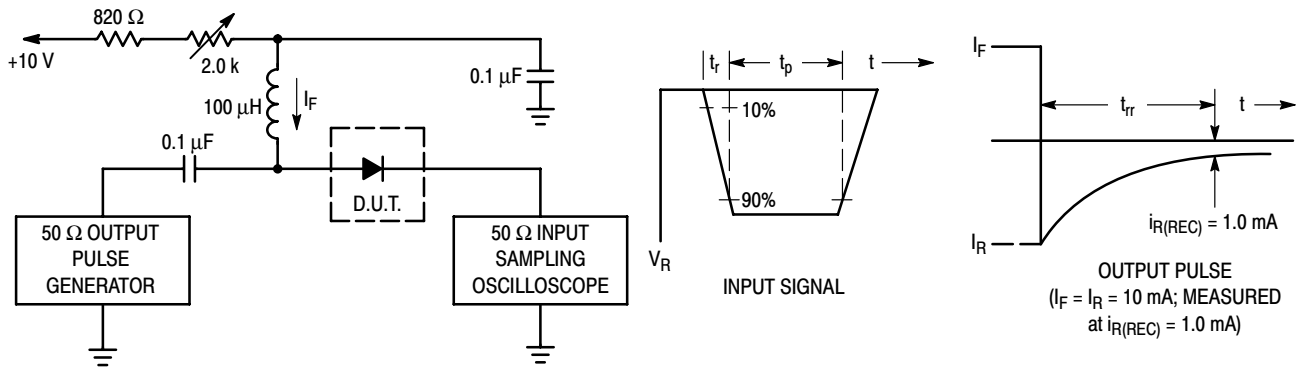 820 Ω
+10 V
2.0 k
100 μH
I_F
0.1 μF
0.1 μF
D.U.T.
50 Ω OUTPUT
PULSE
GENERATOR
50 Ω INPUT
SAMPLING
OSCILLOSCOPE
t_r
t_p
t
10%
90%
V_R
INPUT SIGNAL
I_F
t_rr
t
I_R
i_R(REC) = 1.0 mA
OUTPUT PULSE
(I_F = I_R = 10 mA; MEASURED
at i_R(REC) = 1.0 mA)